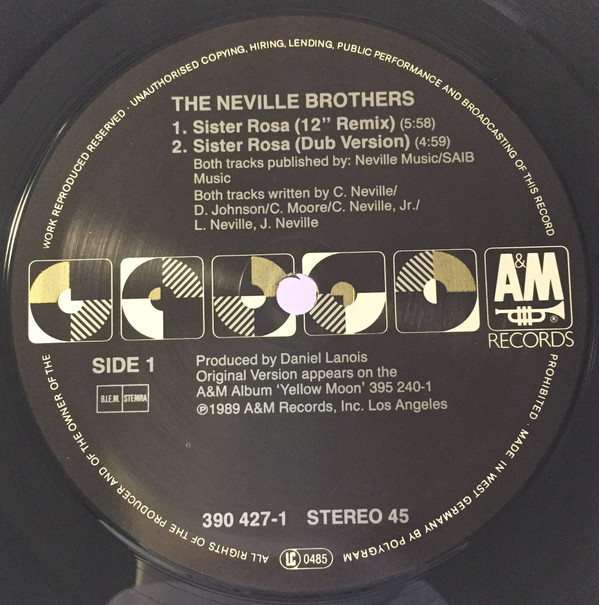 THE NEVILLE BROTHERS
1. Sister Rosa (12” Remix) (5:58)
2. Sister Rosa (Dub Version) (4:59)
Both tracks published by: Neville Music/SAIB
Music
Both tracks written by C. Neville/
D. Johnson/C. Moore/C. Neville, Jr./
L. Neville, J. Neville
A&M
®
RECORDS
SIDE 1
B.I.E.M. STEMRA
Produced by Daniel Lanois
Original Version appears on the
A&M Album ‘Yellow Moon’ 395 240-1
℗1989 A&M Records, Inc. Los Angeles
390 427-1 STEREO 45
LC 0485
ALL RIGHTS OF THE PRODUCER AND OF THE OWNER OF THE WORK REPRODUCED RESERVED · UNAUTHORISED COPYING, HIRING, LENDING, PUBLIC PERFORMANCE AND BROADCASTING OF THIS RECORD PROHIBITED · MADE IN WEST GERMANY BY POLYGRAM